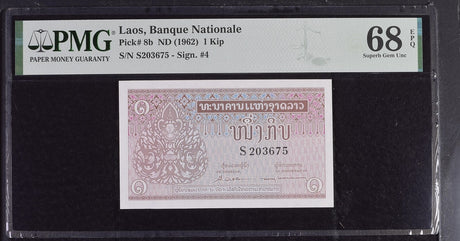 PMG
PAPER MONEY GUARANTY
Laos, Banque Nationale
Pick# 8b ND (1962) 1 Kip
S/N S203675 - Sign. #4
68 EPQ
Superb Gem Unc
ທະນາຄານແຫ່ງຊາດລາວ
ໜຶ່ງກີບ
S 203675
໑
໑